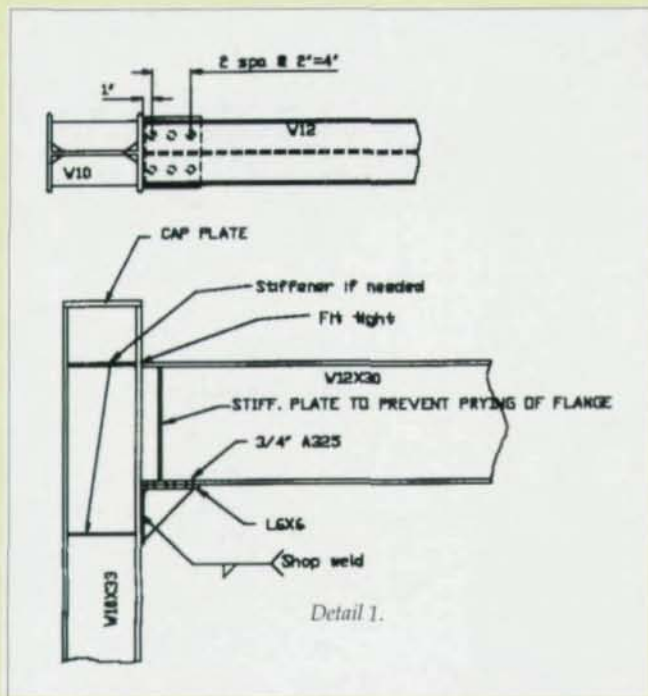 2 spa @ 2"=4"
1"
W12
W10
CAP PLATE
Stiffener if needed
Fit tight
W12X30
STIFF. PLATE TO PREVENT PRYING OF FLANGE
3/4" A325
L6X6
Shop weld
W10X33
Detail 1.